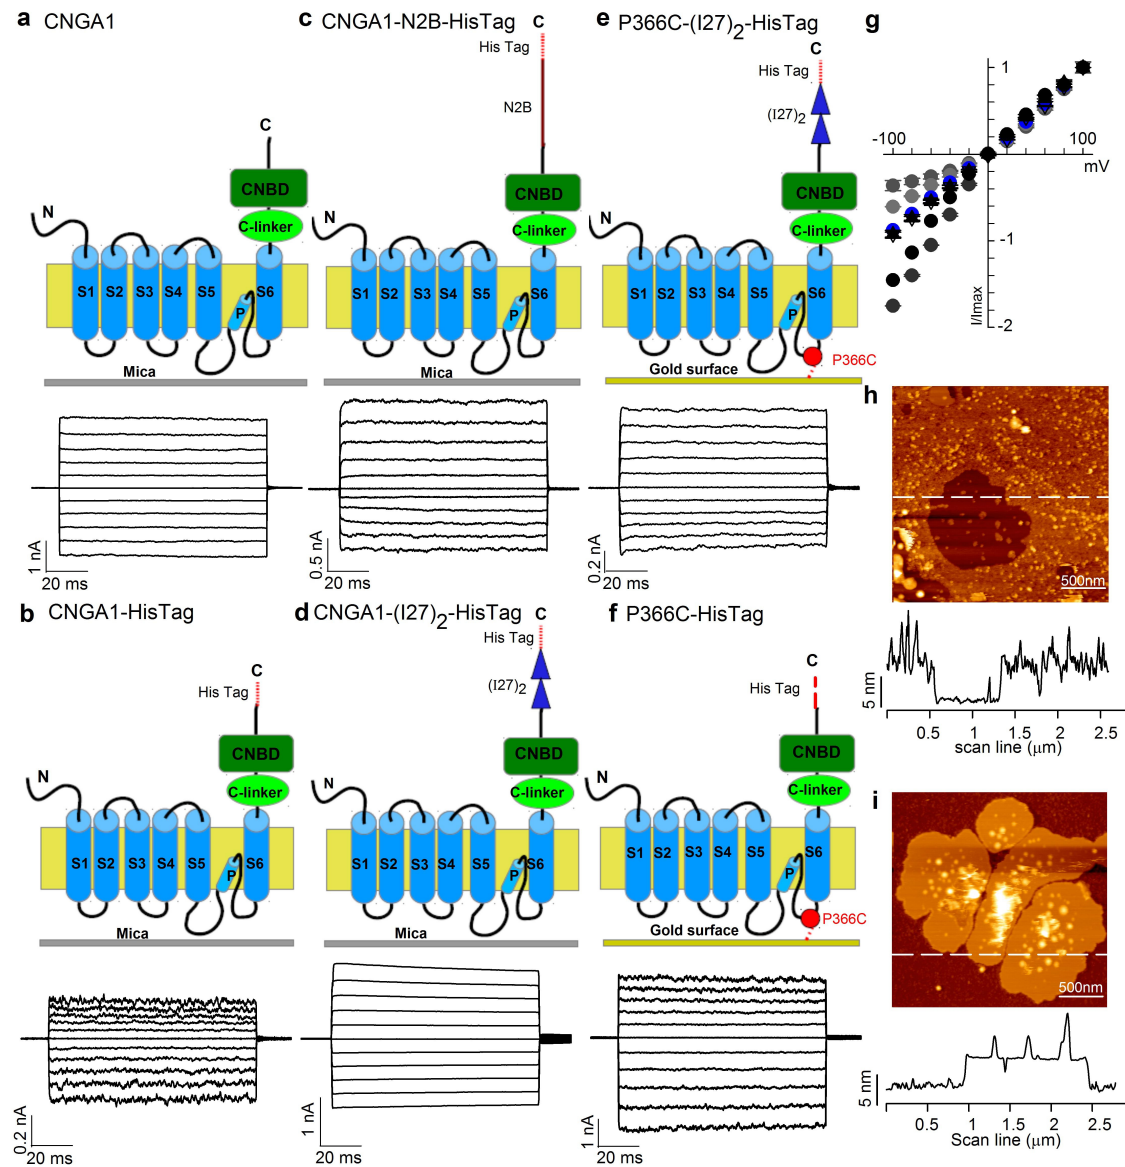 a CNGA1
C
CNBD
C-linker
N
S1 S2 S3 S4 S5 P S6
Mica
1 nA
20 ms
b CNGA1-HisTag
C
His Tag
CNBD
C-linker
N
S1 S2 S3 S4 S5 P S6
Mica
0.2 nA
20 ms
c CNGA1-N2B-HisTag
C
His Tag
N2B
CNBD
C-linker
N
S1 S2 S3 S4 S5 P S6
Mica
0.5 nA
20 ms
d CNGA1-(I27)2-HisTag
C
His Tag
(I27)2
CNBD
C-linker
N
S1 S2 S3 S4 S5 P S6
Mica
1 nA
20 ms
e P366C-(I27)2-HisTag
C
His Tag
(I27)2
CNBD
C-linker
N
S1 S2 S3 S4 S5 P S6
P366C
Gold surface
0.2 nA
20 ms
f P366C-HisTag
C
His Tag
CNBD
C-linker
N
S1 S2 S3 S4 S5 P S6
P366C
Gold surface
1 nA
20 ms
g
1
-100 100
mV
-1
I/Imax
-2
h
500nm
5 nm
0.5 1 1.5 2 2.5
scan line (μm)
i
500nm
5 nm
0.5 1 1.5 2 2.5
Scan line (μm)